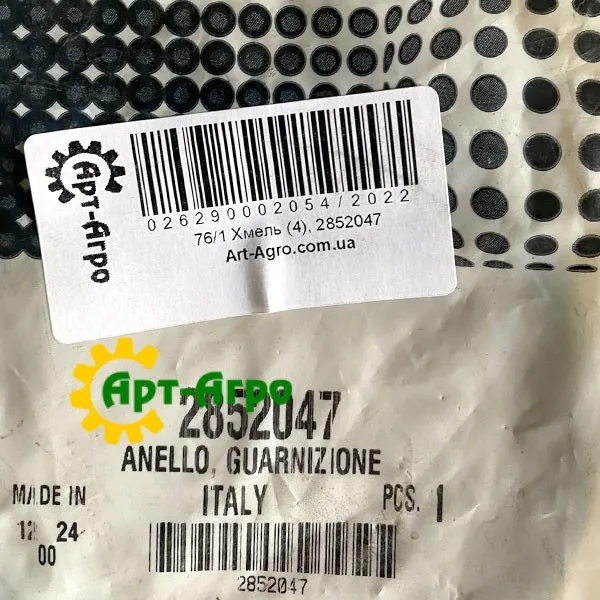 Арт-Агро
026290002054/2022
76/1 Хмель (4), 2852047
Art-Agro.com.ua
Арт-Агро
2852047
ANELLO, GUARNIZIONE
MADE IN ITALY PCS. 1
24
00
2852047